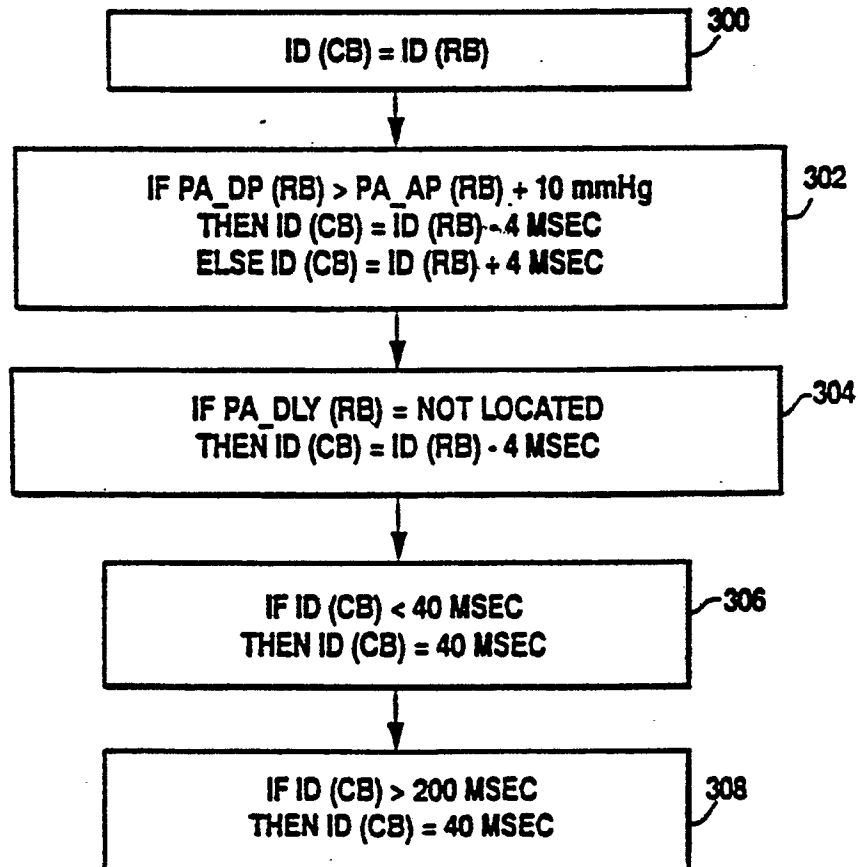 ID (CB) = ID (RB)
300
IF PA_DP (RB) > PA_AP (RB) + 10 mmHg
THEN ID (CB) = ID (RB) - 4 MSEC
ELSE ID (CB) = ID (RB) + 4 MSEC
302
IF PA_DLY (RB) = NOT LOCATED
THEN ID (CB) = ID (RB) - 4 MSEC
304
IF ID (CB) < 40 MSEC
THEN ID (CB) = 40 MSEC
306
IF ID (CB) > 200 MSEC
THEN ID (CB) = 40 MSEC
308